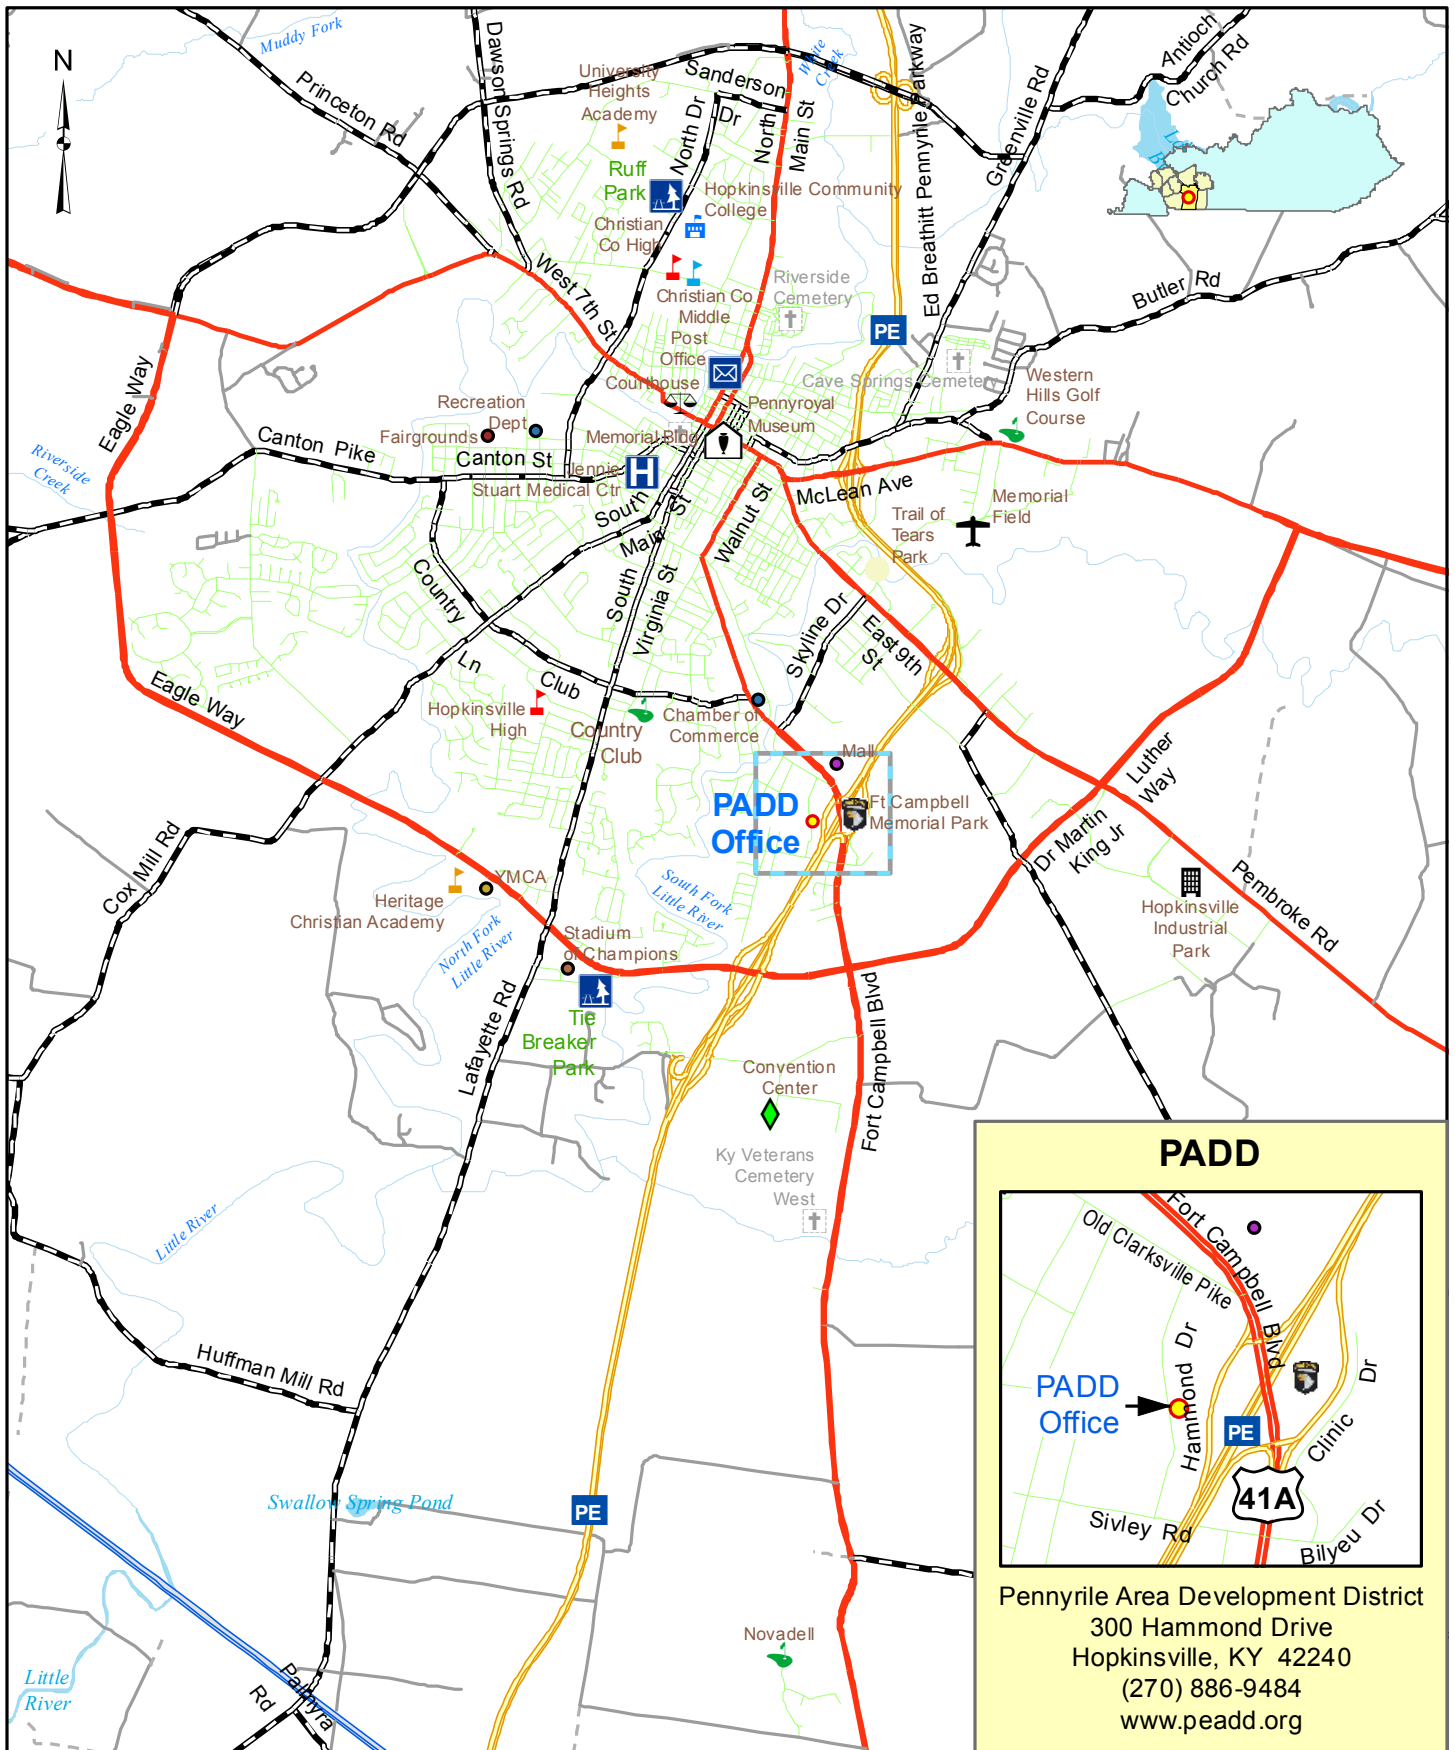 Muddy Fork
N
Princeton Rd
Dawson Springs Rd
University
Heights
Academy
Sanderson
Dr
North Dr
North
Main St
White
Creek
Ed Breathitt Pennyrile Parkway
Greenville Rd
Antioch
Church Rd
Ruff
Park
Hopkinsville Community
College
Christian
Co High
West 7th St
Christian Co
Middle
Riverside
Cemetery
Post
Office
PE
Butler Rd
Courthouse
Cave Springs Cemetery
Western
Hills Golf
Course
Eagle Way
Recreation
Dept
Fairgrounds
Pennyroyal
Museum
Memorial Bldg
Canton Pike
Canton St
Riverside
Creek
Jennie
Stuart Medical Ctr
H
South
Main St
McLean Ave
Walnut St
Trail of
Tears
Park
Memorial
Field
Country
Club
Ln
South
Virginia St
Skyline Dr
East 9th
St
Eagle Way
Hopkinsville
High
Country
Club
Chamber of
Commerce
Mall
PADD
Office
Ft Campbell
Memorial Park
Luther
Way
Dr Martin
King Jr
Cox Mill Rd
YMCA
Heritage
Christian Academy
South Fork
Little River
North Fork
Little River
Stadium
of Champions
Hopkinsville
Industrial
Park
Pembroke Rd
Tie
Breaker
Park
Lafayette Rd
Fort Campbell Blvd
Convention
Center
Ky Veterans
Cemetery
West
Little River
Huffman Mill Rd
Swallow Spring Pond
PE
Novadell
Little
River
Palmyra
Rd
PADD
Fort Campbell Blvd
Old Clarksville Pike
Hammond Dr
PADD
Office
PE
Clinic Dr
41A
Sivley Rd
Bilyeu Dr
Pennyrile Area Development District
300 Hammond Drive
Hopkinsville, KY 42240
(270) 886-9484
www.peadd.org